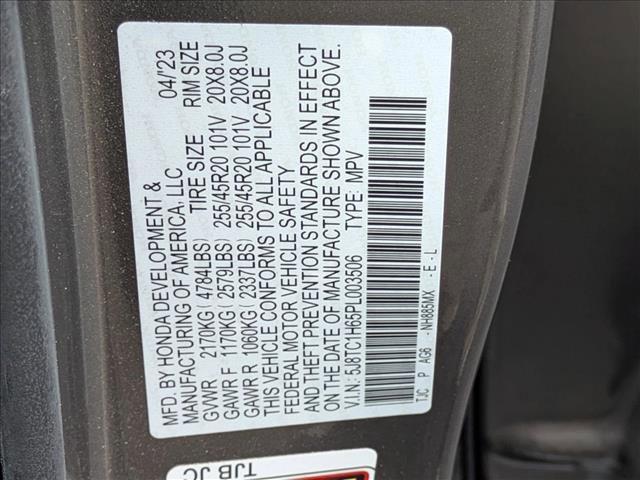 MFD. BY HONDA DEVELOPMENT & 04/'23
MANUFACTURING OF AMERICA, LLC
GVWR 2170KG( 4784LBS) TIRE SIZE RIM SIZE
GAWR F 1170KG( 2579LBS) 255/45R20 101V 20X8.0J
GAWR R 1060KG( 2337LBS) 255/45R20 101V 20X8.0J
THIS VEHICLE CONFORMS TO ALL APPLICABLE
FEDERAL MOTOR VEHICLE SAFETY
AND THEFT PREVENTION STANDARDS IN EFFECT
ON THE DATE OF MANUFACTURE SHOWN ABOVE.
V.I.N.: 5J8TC1H65PL003506 TYPE: MPV
TJC P AG6 -NH885MX -E-L
TJB JC